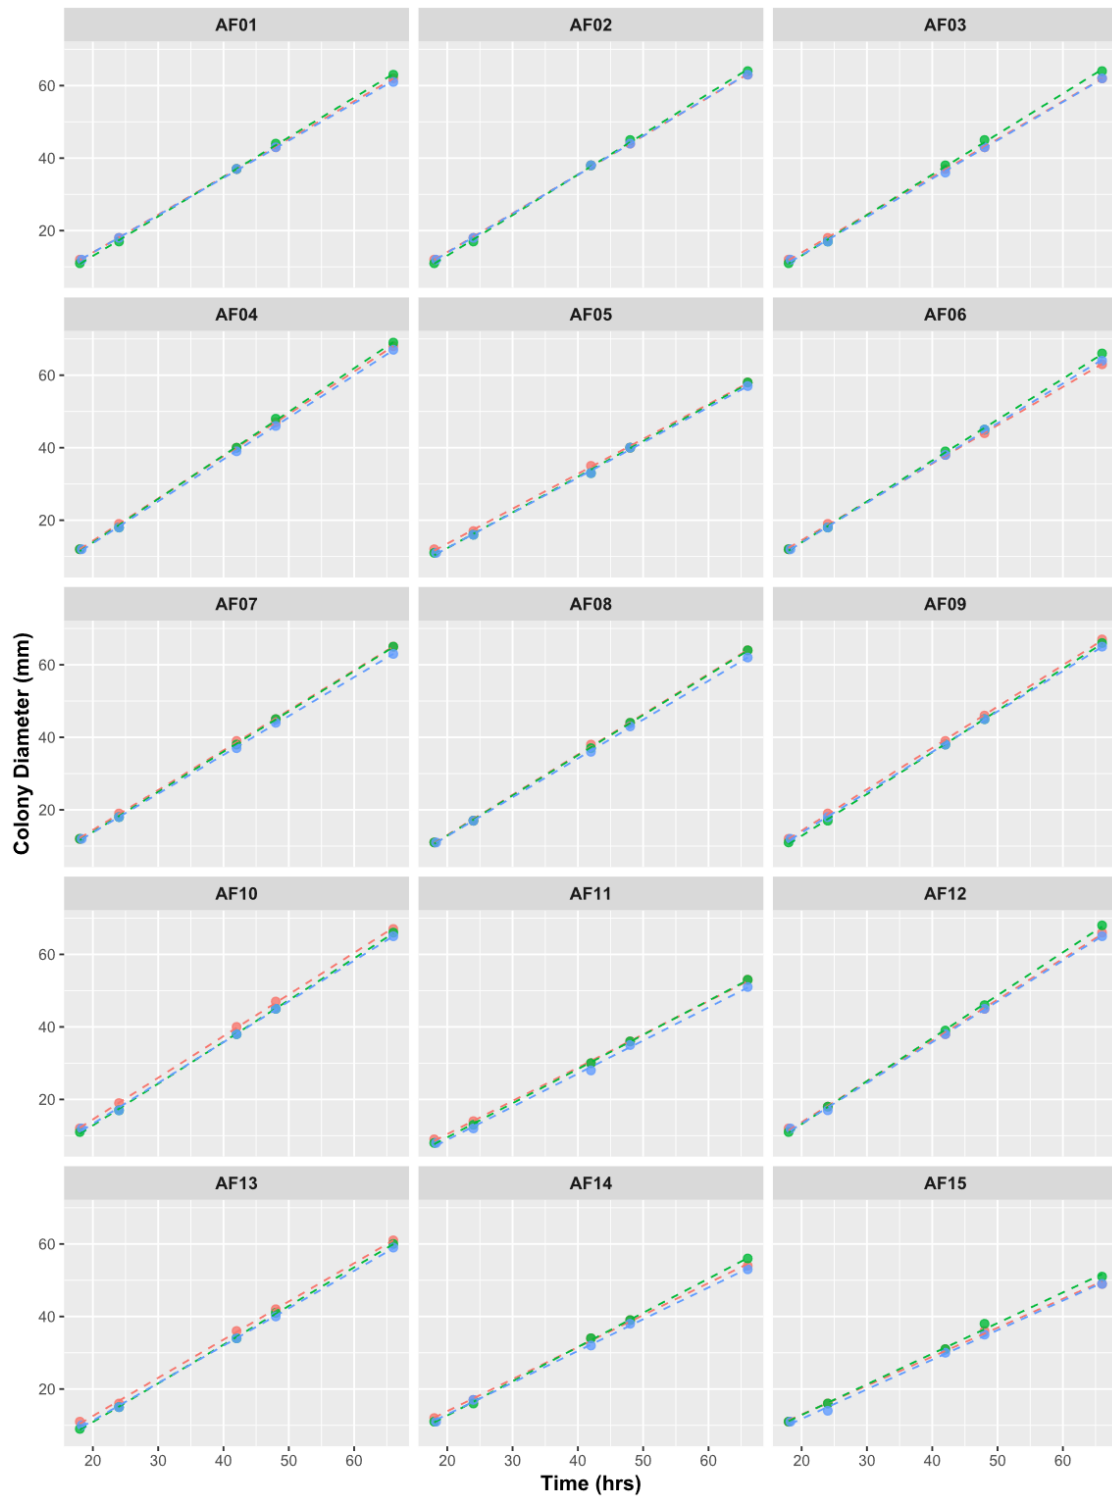 AF01 AF02 AF03
60
40
20
AF04 AF05 AF06
60
40
20
AF07 AF08 AF09
60
40
20
Colony Diameter (mm)
AF10 AF11 AF12
60
40
20
AF13 AF14 AF15
60
40
20
20 30 40 50 60 20 30 40 50 60 20 30 40 50 60
Time (hrs)